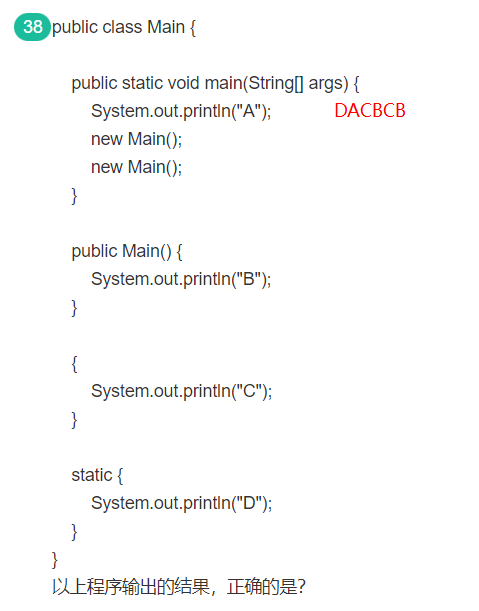 38 public class Main {
public static void main(String[] args) {
System.out.println("A"); DACBCB
new Main();
new Main();
}
public Main() {
System.out.println("B");
}
{
System.out.println("C");
}
static {
System.out.println("D");
}
}
以上程序输出的结果，正确的是？